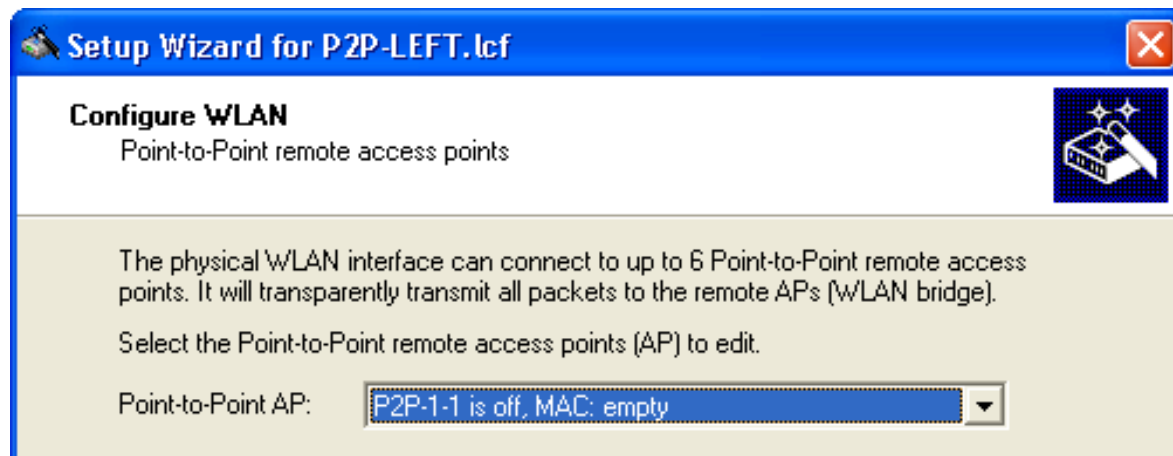 Setup Wizard for P2P-LEFT.lcf
Configure WLAN
Point-to-Point remote access points
The physical WLAN interface can connect to up to 6 Point-to-Point remote access
points. It will transparently transmit all packets to the remote APs (WLAN bridge).
Select the Point-to-Point remote access points (AP) to edit.
Point-to-Point AP: P2P-1-1 is off, MAC: empty